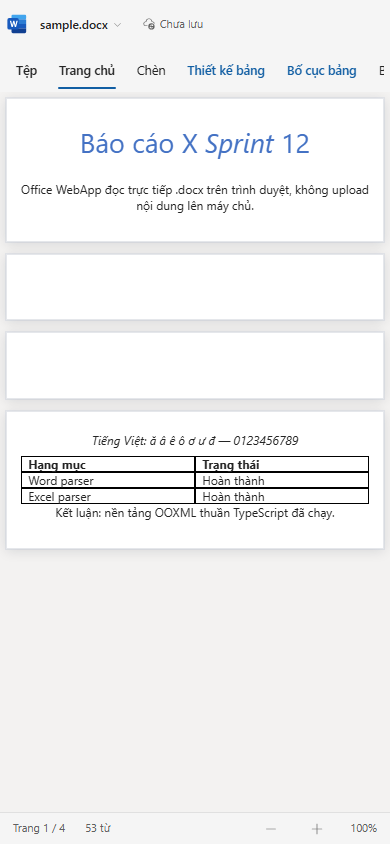 W sample.docx Chưa lưu
Tệp Trang chủ Chèn Thiết kế bảng Bố cục bảng
Báo cáo X Sprint 12
Office WebApp đọc trực tiếp .docx trên trình duyệt, không upload
nội dung lên máy chủ.
Tiếng Việt: ă â ê ô ơ ư đ — 0123456789
Hạng mục Trạng thái
Word parser Hoàn thành
Excel parser Hoàn thành
Kết luận: nền tảng OOXML thuần TypeScript đã chạy.
Trang 1 / 4 53 từ — + 100%